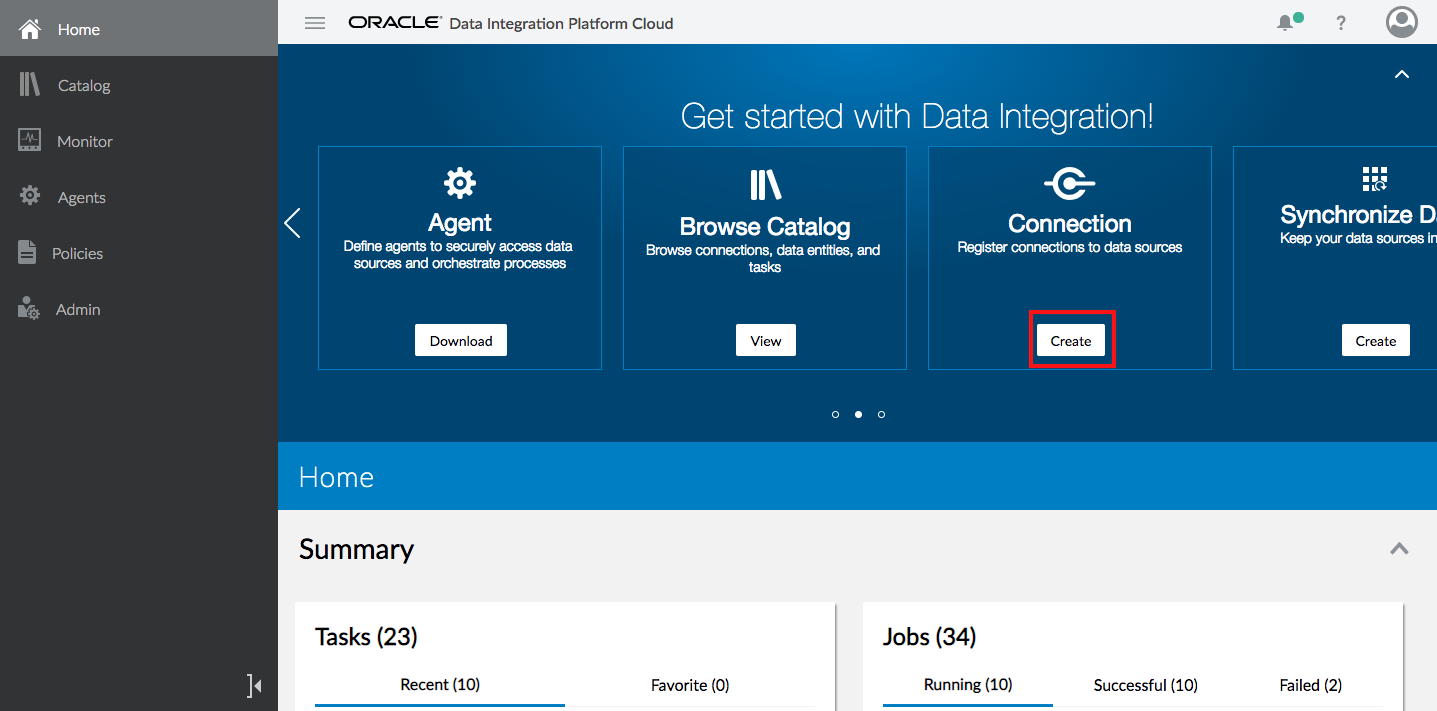 Home
Catalog
Monitor
Agents
Policies
Admin
ORACLE Data Integration Platform Cloud
?
Get started with Data Integration!
Agent
Define agents to securely access data
sources and orchestrate processes
Download
Browse Catalog
Browse connections, data entities, and
tasks
View
Connection
Register connections to data sources
Create
Synchronize D
Keep your data sources in
Create
Home
Summary
Tasks (23)
Recent (10)
Favorite (0)
Jobs (34)
Running (10)
Successful (10)
Failed (2)